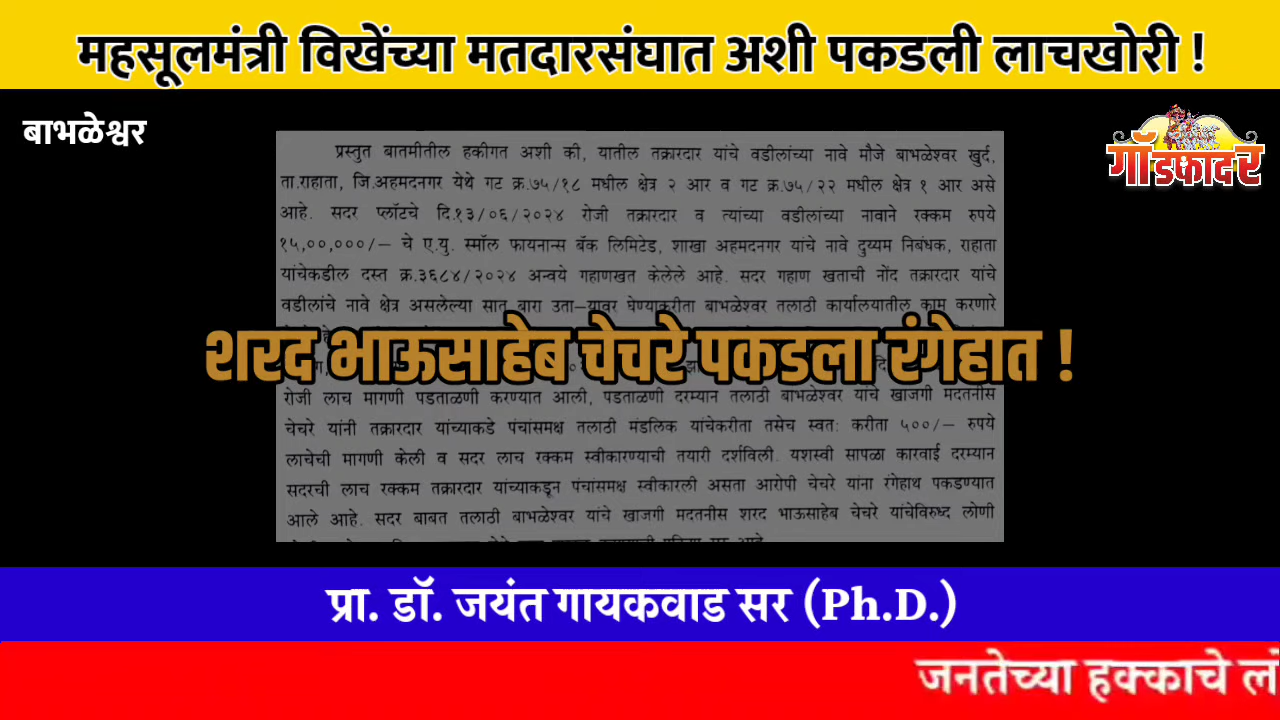 महसूलमंत्री विखेंच्या मतदारसंघात अशी पकडली लाचखोरी !
बाभळेश्वर
गॉडफादर
प्रस्तुत बातमीतील हकीगत अशी की, यातील तक्रारदार यांचे वडीलांच्या नावे मौजे बाभळेश्वर खुर्द,
ता.राहाता, जि.अहमदनगर येथे गट क्र.७५/१८ मधील क्षेत्र २ आर व गट क्र.७५/२२ मधील क्षेत्र १ आर असे
आहे. सदर प्लॉटचे दि.१३/०६/२०२४ रोजी तक्रारदार व त्यांच्या वडीलांच्या नावाने रक्कम रुपये
१५,००,०००/– चे ए.यु. स्मॉल फायनान्स बॅक लिमिटेड, शाखा अहमदनगर यांचे नावे दुय्यम निबंधक, राहाता
यांचेकडील दस्त क्र.३६८४/२०२४ अन्वये गहाणखत केलेले आहे. सदर गहाण खताची नोंद तक्रारदार यांचे
वडीलांचे नावे क्षेत्र असलेल्या सात बारा उता–यावर घेण्याकरीता बाभळेश्वर तलाठी कार्यालयातील काम करणारे
शरद भाऊसाहेब चेचरे पकडला रंगेहात !
रोजी लाच मागणी पडताळणी करण्यात आली, पडताळणी दरम्यान तलाठी बाभळेश्वर यांचे खाजगी मदतनीस
चेचरे यांनी तक्रारदार यांच्याकडे पंचांसमक्ष तलाठी मंडलिक यांचेकरीता तसेच स्वत: करीता ५००/– रुपये
लाचेची मागणी केली व सदर लाच रक्कम स्वीकारण्याची तयारी दर्शविली. यशस्वी सापळा कारवाई दरम्यान
सदरची लाच रक्कम तक्रारदार यांच्याकडून पंचांसमक्ष स्वीकारली असता आरोपी चेचरे यांना रंगेहाथ पकडण्यात
आले आहे. सदर बाबत तलाठी बाभळेश्वर यांचे खाजगी मदतनीस शरद भाऊसाहेब चेचरे यांचेविरुध्द लोणी
प्रा. डॉ. जयंत गायकवाड सर (Ph.D.)
जनतेच्या हक्काचे